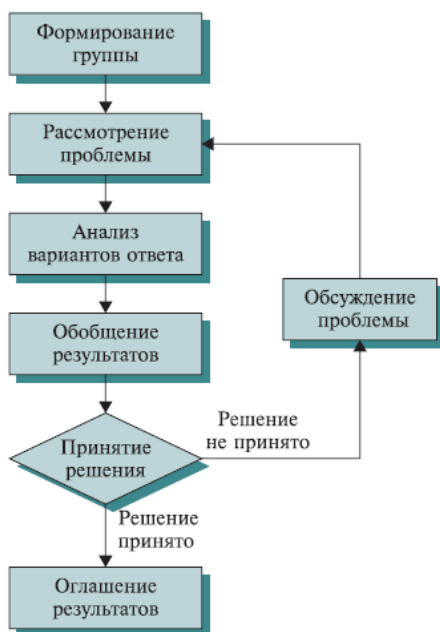 Формирование
группы
Рассмотрение
проблемы
Анализ
вариантов ответа
Обсуждение
проблемы
Обобщение
результатов
Принятие
решения
Решение
не принято
Решение
принято
Оглашение
результатов